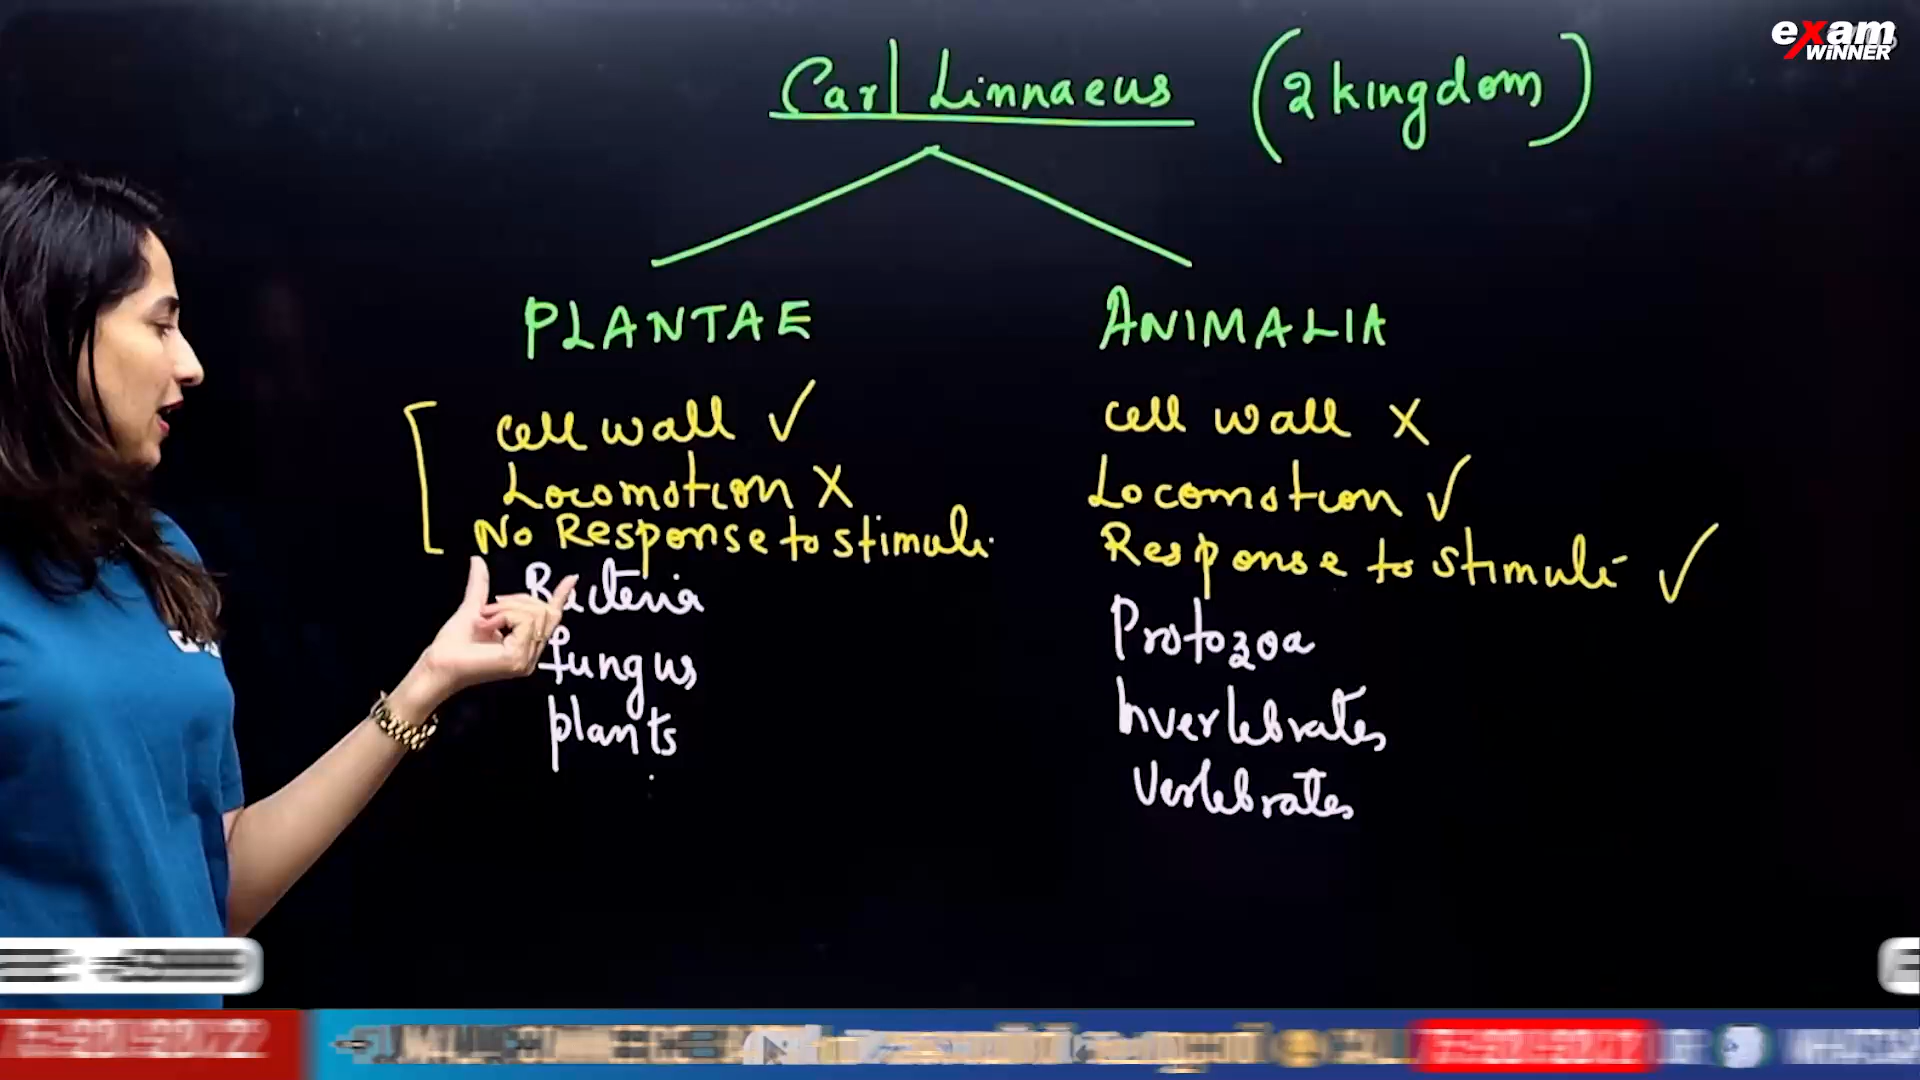 exam
WiNNER
Carl Linnaeus (2 kingdom)
PLANTAE
cell wall ✓
Locomotion X
No Response to stimuli
Bacteria
fungus
plants
ANIMALIA
cell wall X
Locomotion ✓
Response to stimuli ✓
Protozoa
Invertebrates
Vertebrates